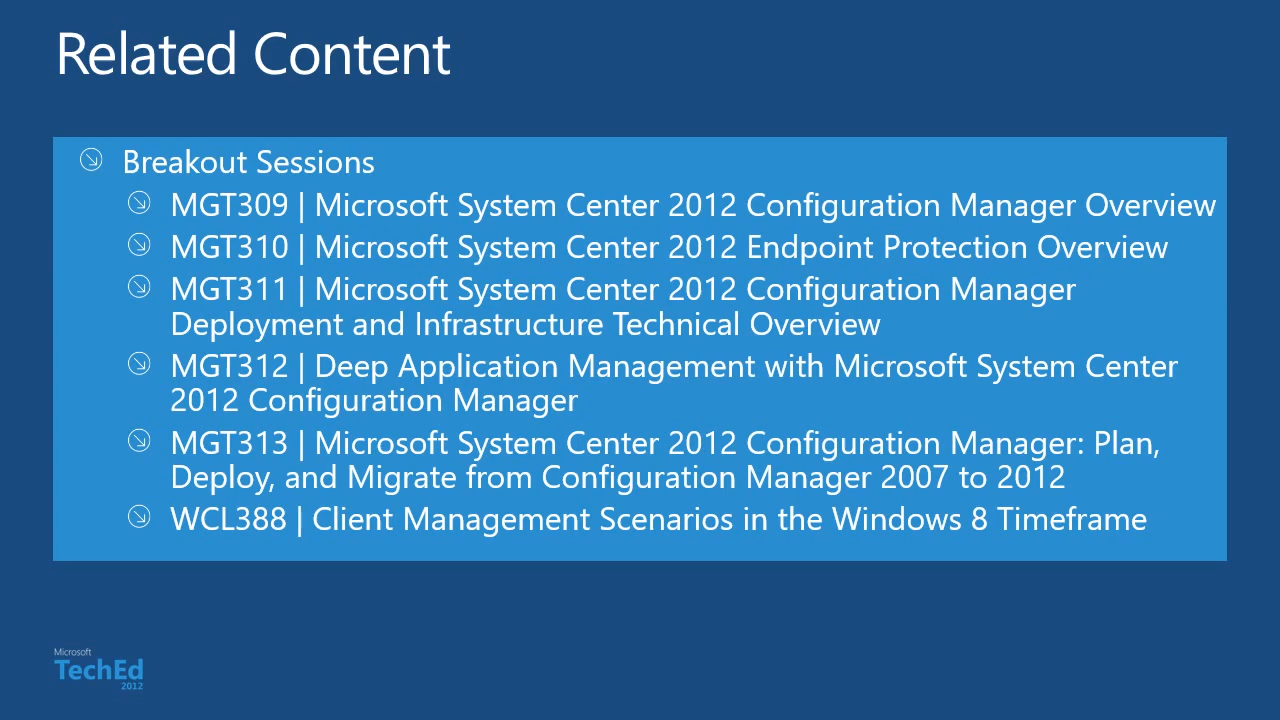 Related Content
Breakout Sessions
MGT309 | Microsoft System Center 2012 Configuration Manager Overview
MGT310 | Microsoft System Center 2012 Endpoint Protection Overview
MGT311 | Microsoft System Center 2012 Configuration Manager
Deployment and Infrastructure Technical Overview
MGT312 | Deep Application Management with Microsoft System Center
2012 Configuration Manager
MGT313 | Microsoft System Center 2012 Configuration Manager: Plan,
Deploy, and Migrate from Configuration Manager 2007 to 2012
WCL388 | Client Management Scenarios in the Windows 8 Timeframe
Microsoft
TechEd
2012